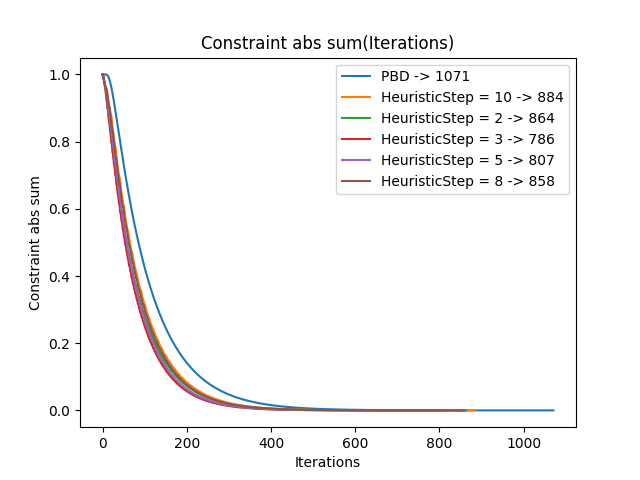 Constraint abs sum(Iterations)
PBD -> 1071
HeuristicStep = 10 -> 884
HeuristicStep = 2 -> 864
HeuristicStep = 3 -> 786
HeuristicStep = 5 -> 807
HeuristicStep = 8 -> 858
Constraint abs sum
1.0
0.8
0.6
0.4
0.2
0.0
0 200 400 600 800 1000
Iterations